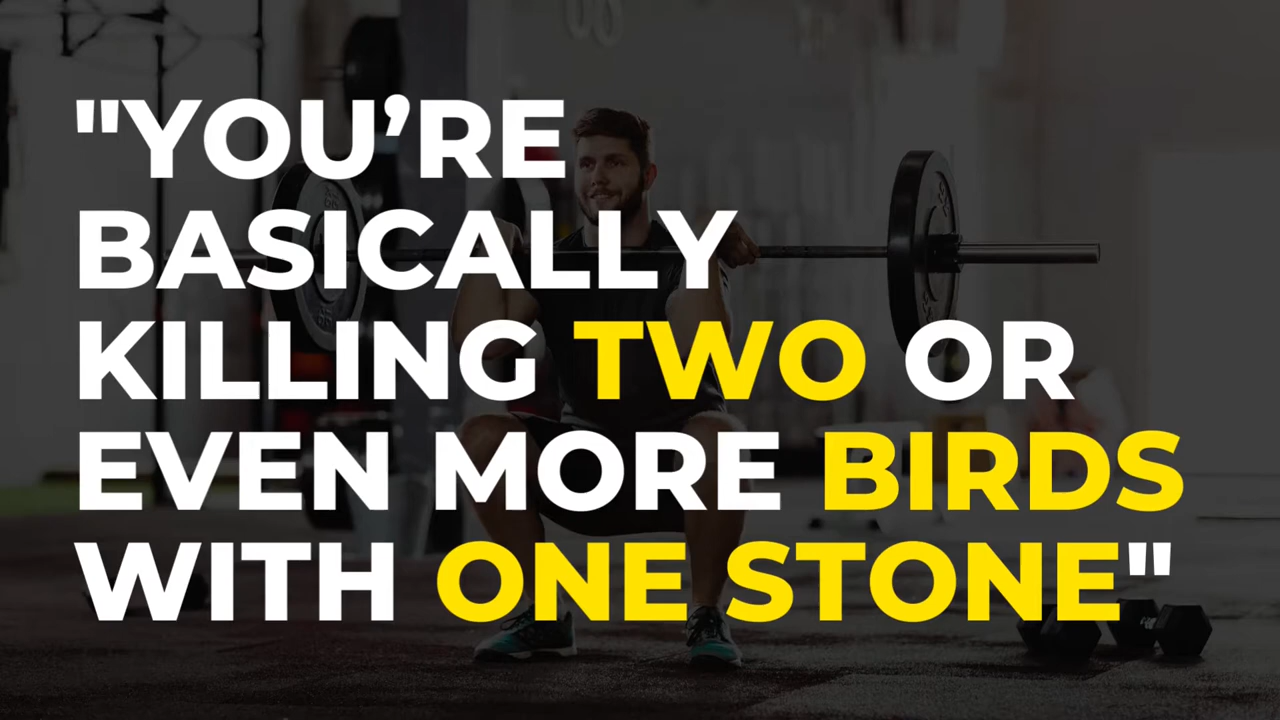 "YOU’RE
BASICALLY
KILLING TWO OR
EVEN MORE BIRDS
WITH ONE STONE"